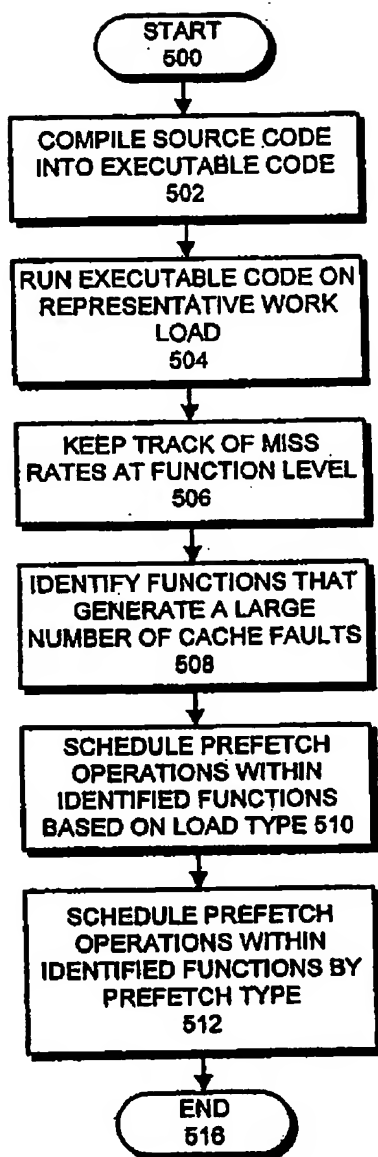 START
500
COMPILE SOURCE CODE
INTO EXECUTABLE CODE
502
RUN EXECUTABLE CODE ON
REPRESENTATIVE WORK
LOAD
504
KEEP TRACK OF MISS
RATES AT FUNCTION LEVEL
506
IDENTIFY FUNCTIONS THAT
GENERATE A LARGE
NUMBER OF CACHE FAULTS
508
SCHEDULE PREFETCH
OPERATIONS WITHIN
IDENTIFIED FUNCTIONS
BASED ON LOAD TYPE 510
SCHEDULE PREFETCH
OPERATIONS WITHIN
IDENTIFIED FUNCTIONS BY
PREFETCH TYPE
512
END
516